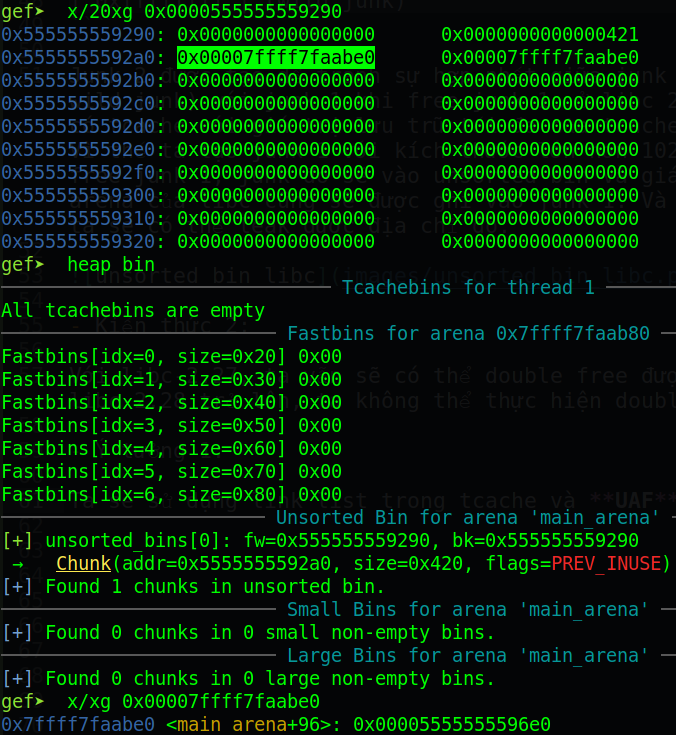 gef➤ x/20xg 0x0000555555559290
0x555555559290: 0x0000000000000000 0x0000000000000421
0x5555555592a0: 0x00007ffff7faabe0 0x00007ffff7faabe0
0x5555555592b0: 0x0000000000000000 0x0000000000000000
0x5555555592c0: 0x0000000000000000 0x0000000000000000
0x5555555592d0: 0x0000000000000000 0x0000000000000000
0x5555555592e0: 0x0000000000000000 0x0000000000000000
0x5555555592f0: 0x0000000000000000 0x0000000000000000
0x555555559300: 0x0000000000000000 0x0000000000000000
0x555555559310: 0x0000000000000000 0x0000000000000000
0x555555559320: 0x0000000000000000 0x0000000000000000
gef➤ heap bin
Tcachebins for thread 1
All tcachebins are empty
Fastbins for arena 0x7ffff7faab80
Fastbins[idx=0, size=0x20] 0x00
Fastbins[idx=1, size=0x30] 0x00
Fastbins[idx=2, size=0x40] 0x00
Fastbins[idx=3, size=0x50] 0x00
Fastbins[idx=4, size=0x60] 0x00
Fastbins[idx=5, size=0x70] 0x00
Fastbins[idx=6, size=0x80] 0x00
Unsorted Bin for arena 'main_arena'
[+] unsorted_bins[0]: fw=0x555555559290, bk=0x555555559290
→ Chunk(addr=0x5555555592a0, size=0x420, flags=PREV_INUSE)
[+] Found 1 chunks in unsorted bin.
Small Bins for arena 'main_arena'
[+] Found 0 chunks in 0 small non-empty bins.
Large Bins for arena 'main_arena'
[+] Found 0 chunks in 0 large non-empty bins.
gef➤ x/xg 0x00007ffff7faabe0
0x7ffff7faabe0 <main_arena+96>: 0x00005555555596e0